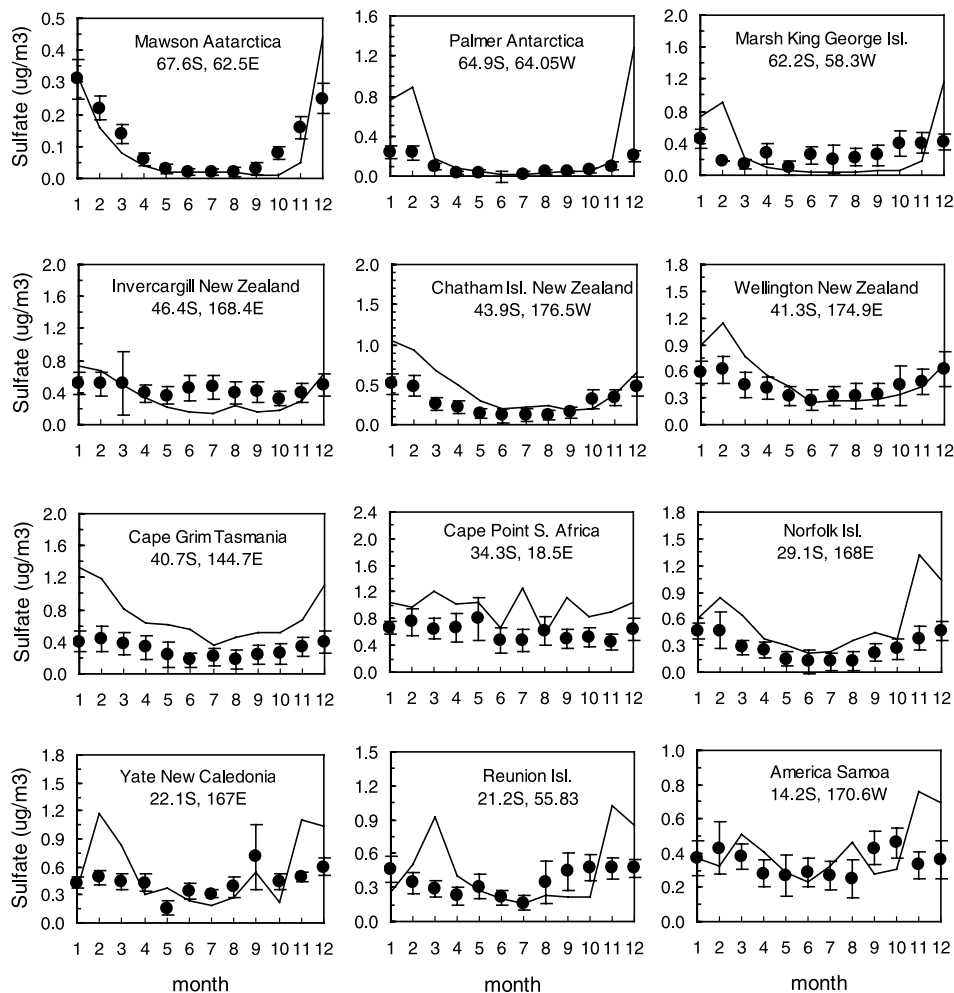 Mawson Aatarctica
67.6S, 62.5E
Sulfate (ug/m3)
0.5
0.4
0.3
0.2
0.1
0.0
1 2 3 4 5 6 7 8 9 10 11 12
Palmer Antarctica
64.9S, 64.05W
1.6
1.2
0.8
0.4
0.0
1 2 3 4 5 6 7 8 9 10 11 12
Marsh King George Isl.
62.2S, 58.3W
2.0
1.6
1.2
0.8
0.4
0.0
1 2 3 4 5 6 7 8 9 10 11 12
Invercargill New Zealand
46.4S, 168.4E
Sulfate (ug/m3)
2.0
1.6
1.2
0.8
0.4
0.0
1 2 3 4 5 6 7 8 9 10 11 12
Chatham Isl. New Zealand
43.9S, 176.5W
2.0
1.5
1.0
0.5
0.0
1 2 3 4 5 6 7 8 9 10 11 12
Wellington New Zealand
41.3S, 174.9E
1.8
1.5
1.2
0.9
0.6
0.3
0.0
1 2 3 4 5 6 7 8 9 10 11 12
Cape Grim Tasmania
40.7S, 144.7E
Sulfate (ug/m3)
2.0
1.6
1.2
0.8
0.4
0.0
1 2 3 4 5 6 7 8 9 10 11 12
Cape Point S. Africa
34.3S, 18.5E
2.4
2.0
1.6
1.2
0.8
0.4
0.0
1 2 3 4 5 6 7 8 9 10 11 12
Norfolk Isl.
29.1S, 168E
1.8
1.5
1.2
0.9
0.6
0.3
0.0
1 2 3 4 5 6 7 8 9 10 11 12
Yate New Caledonia
22.1S, 167E
Sulfate (ug/m3)
1.8
1.5
1.2
0.9
0.6
0.3
0.0
1 2 3 4 5 6 7 8 9 10 11 12
month
Reunion Isl.
21.2S, 55.83
1.5
1.2
0.9
0.6
0.3
0.0
1 2 3 4 5 6 7 8 9 10 11 12
month
America Samoa
14.2S, 170.6W
1.0
0.8
0.6
0.4
0.2
0.0
1 2 3 4 5 6 7 8 9 10 11 12
month